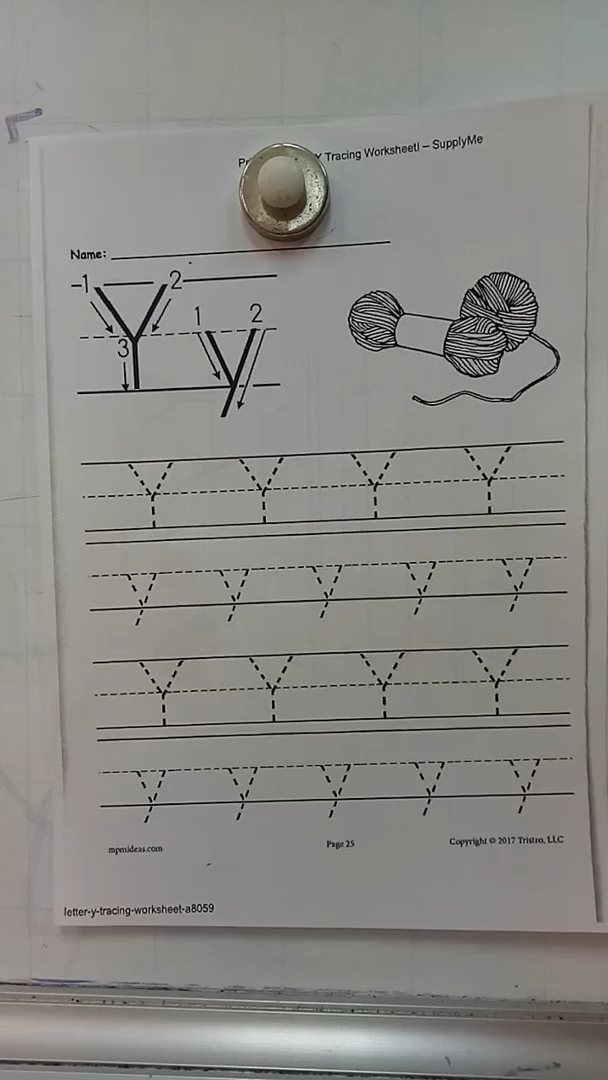 Y Tracing Worksheet! – SupplyMe
Name:
1 2 1 2
Y y
3
Y Y Y Y
y y y y y
Y Y Y Y
y y y y y
mpmideas.com Page 25 Copyright © 2017 Tristro, LLC
letter-y-tracing-worksheet-a8059